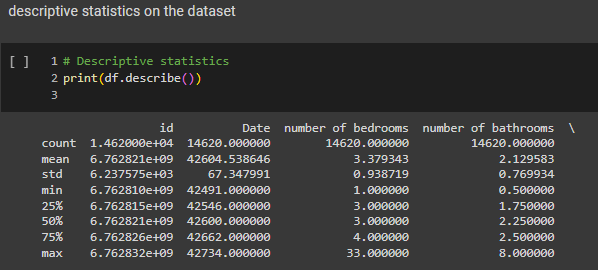 descriptive statistics on the dataset
[ ] 1 # Descriptive statistics
2 print(df.describe())
3
id Date number of bedrooms number of bathrooms \
count 1.462000e+04 14620.000000 14620.000000 14620.000000
mean 6.762821e+09 42604.538646 3.379343 2.129583
std 6.237575e+03 67.347991 0.938719 0.769934
min 6.762810e+09 42491.000000 1.000000 0.500000
25% 6.762815e+09 42546.000000 3.000000 1.750000
50% 6.762821e+09 42600.000000 3.000000 2.250000
75% 6.762826e+09 42662.000000 4.000000 2.500000
max 6.762832e+09 42734.000000 33.000000 8.000000